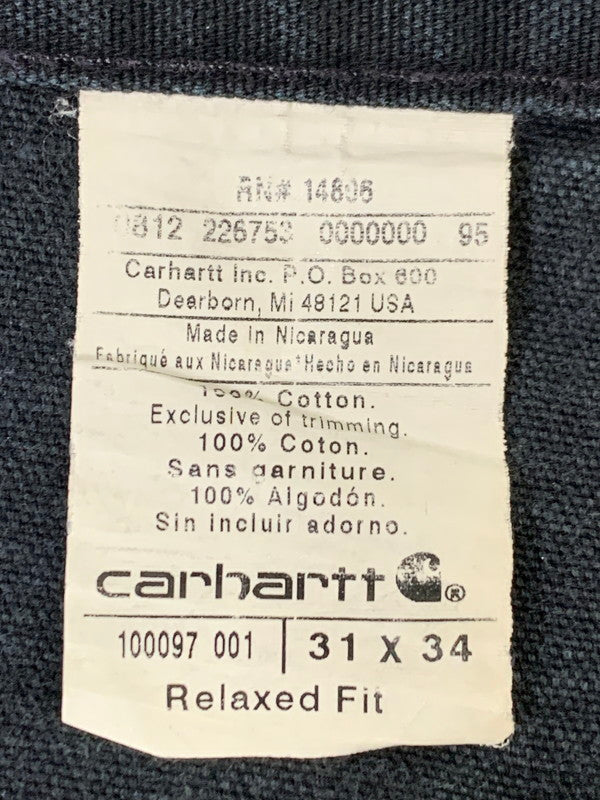 RN# 14806
0812 226753 0000000 95
Carhartt Inc. P.O. Box 600
Dearborn, Mi 48121 USA
Made in Nicaragua
Fabriqué aux Nicaragua*Hecho en Nicaragua
100% Cotton.
Exclusive of trimming.
100% Coton.
Sans garniture.
100% Algodón.
Sin incluir adorno.
carhartt ®
100097 001 | 31 X 34
Relaxed Fit